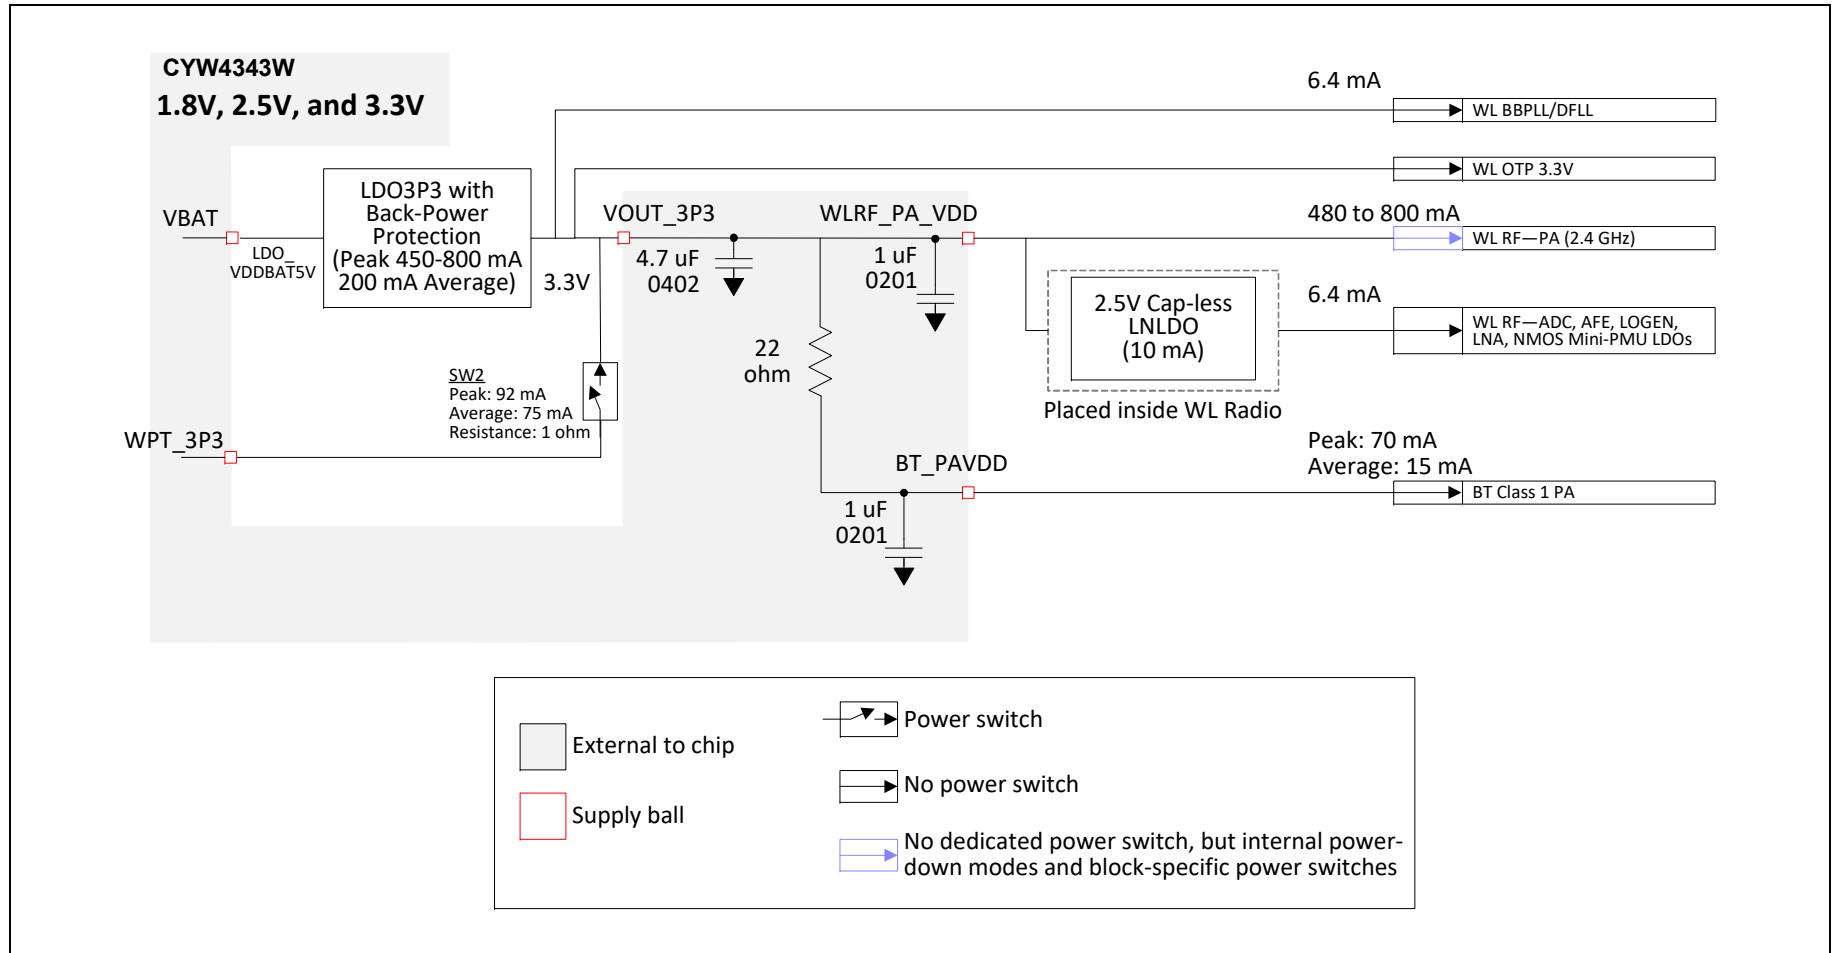 CYW4343W
1.8V, 2.5V, and 3.3V
6.4 mA
WL BBPLL/DFLL
WL OTP 3.3V
LDO3P3 with
Back-Power
Protection
(Peak 450-800 mA
200 mA Average)
VBAT
LDO_
VDDBAT5V
3.3V
VOUT_3P3
4.7 uF
0402
WLRF_PA_VDD
1 uF
0201
480 to 800 mA
WL RF—PA (2.4 GHz)
2.5V Cap-less
LNLDO
(10 mA)
Placed inside WL Radio
6.4 mA
WL RF—ADC, AFE, LOGEN,
LNA, NMOS Mini-PMU LDOs
22
ohm
SW2
Peak: 92 mA
Average: 75 mA
Resistance: 1 ohm
WPT_3P3
BT_PAVDD
1 uF
0201
Peak: 70 mA
Average: 15 mA
BT Class 1 PA
External to chip
Supply ball
Power switch
No power switch
No dedicated power switch, but internal power-
down modes and block-specific power switches